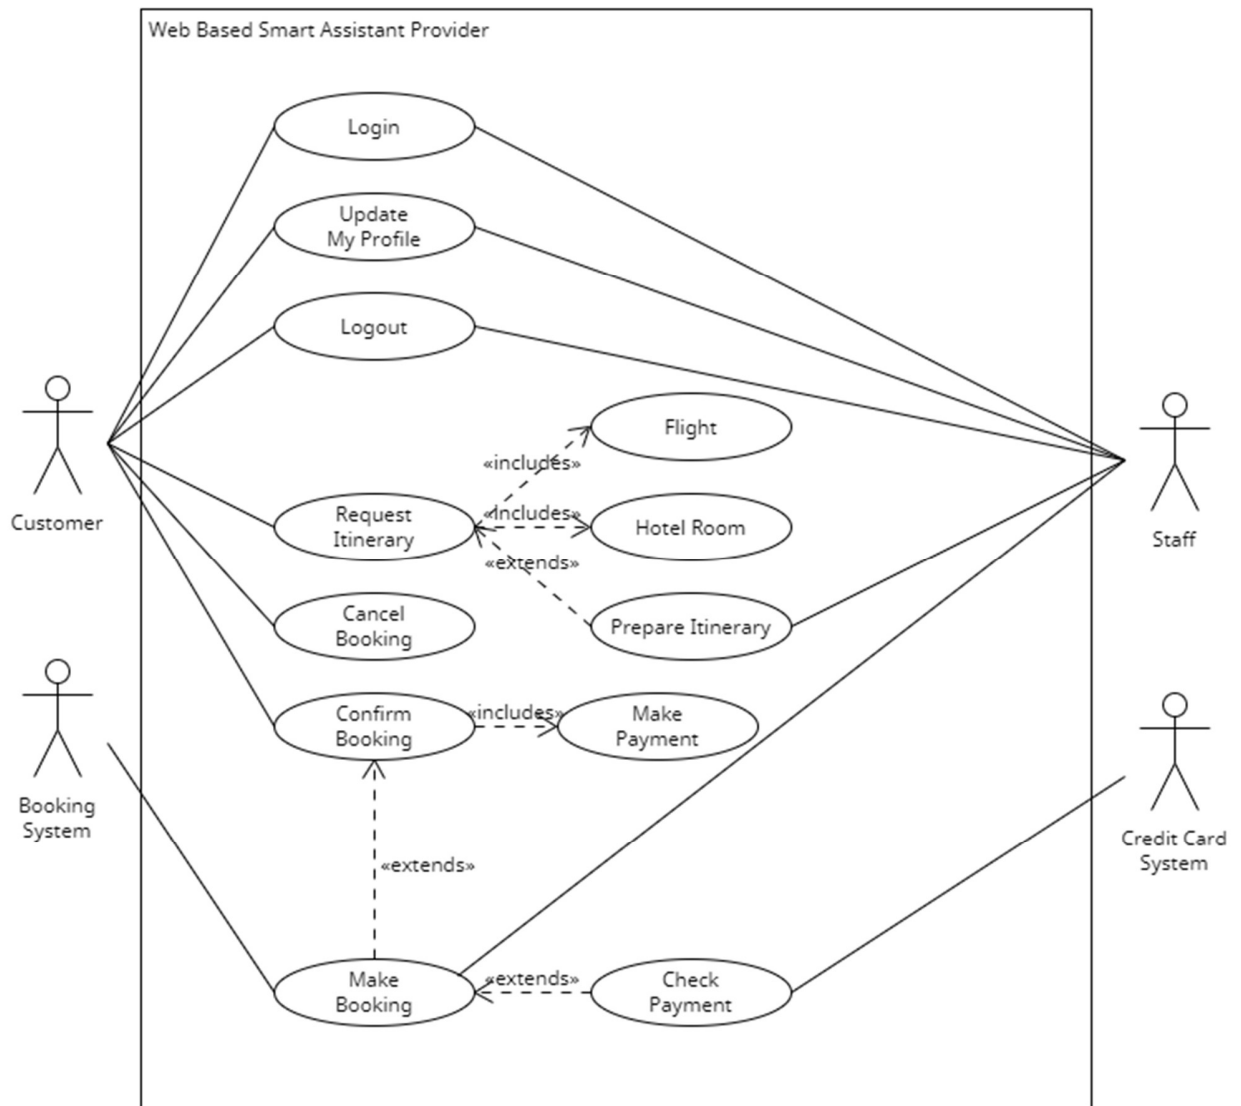 Web Based Smart Assistant Provider
Login
Update
My Profile
Logout
Flight
«includes»
Request
Itinerary
«includes»
Hotel Room
«extends»
Customer
Staff
Cancel
Booking
Prepare Itinerary
Confirm
Booking
«includes»
Make
Payment
Booking
System
Credit Card
System
«extends»
Make
Booking
«extends»
Check
Payment